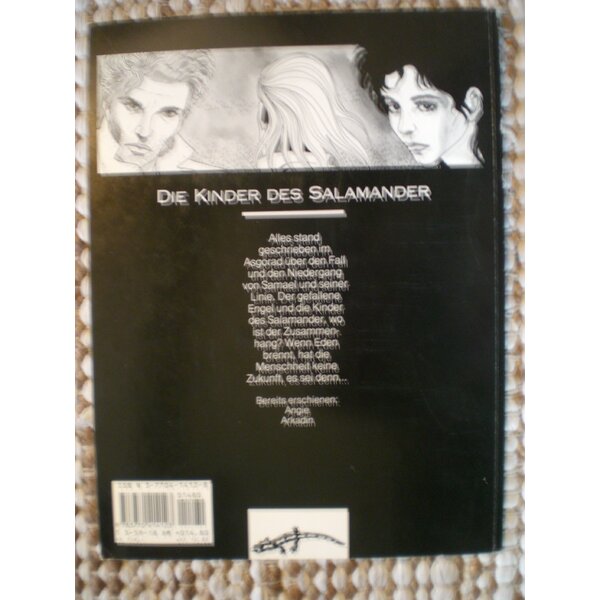 DIE KINDER DES SALAMANDER
Alles stand
geschrieben im
Asgorad über den Fall
und den Niedergang
von Samael und seiner
Linie. Der gefallene
Engel und die Kinder
des Salamander, wo
ist der Zusammen-
hang? Wenn Eden
brennt, hat die
Menschheit keine
Zukunft, es sei denn...
Bereits erschienen:
Angie
Arkadin
01480